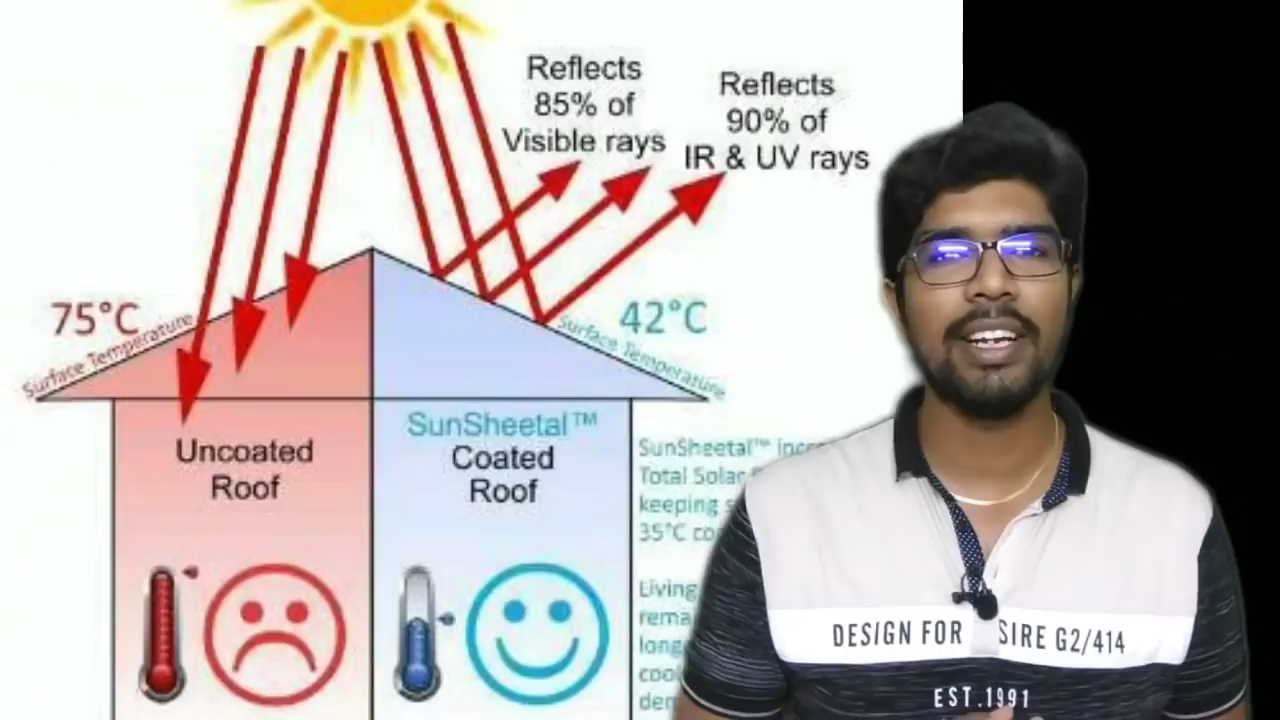 Reflects
85% of
Visible rays
Reflects
90% of
IR & UV rays
75°C
Surface Temperature
42°C
Surface Temperature
Uncoated
Roof
SunSheetal™
Coated
Roof
SunSheetal™
Total Solar
keeping
35°C
Living
DESIGN FOR SIRE G2/414
EST.1991